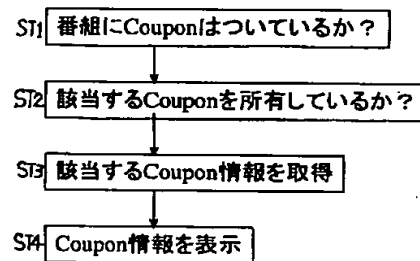 ST1 番組にCouponはついているか？
ST2 該当するCouponを所有しているか？
ST3 該当するCoupon情報を取得
ST4 Coupon情報を表示